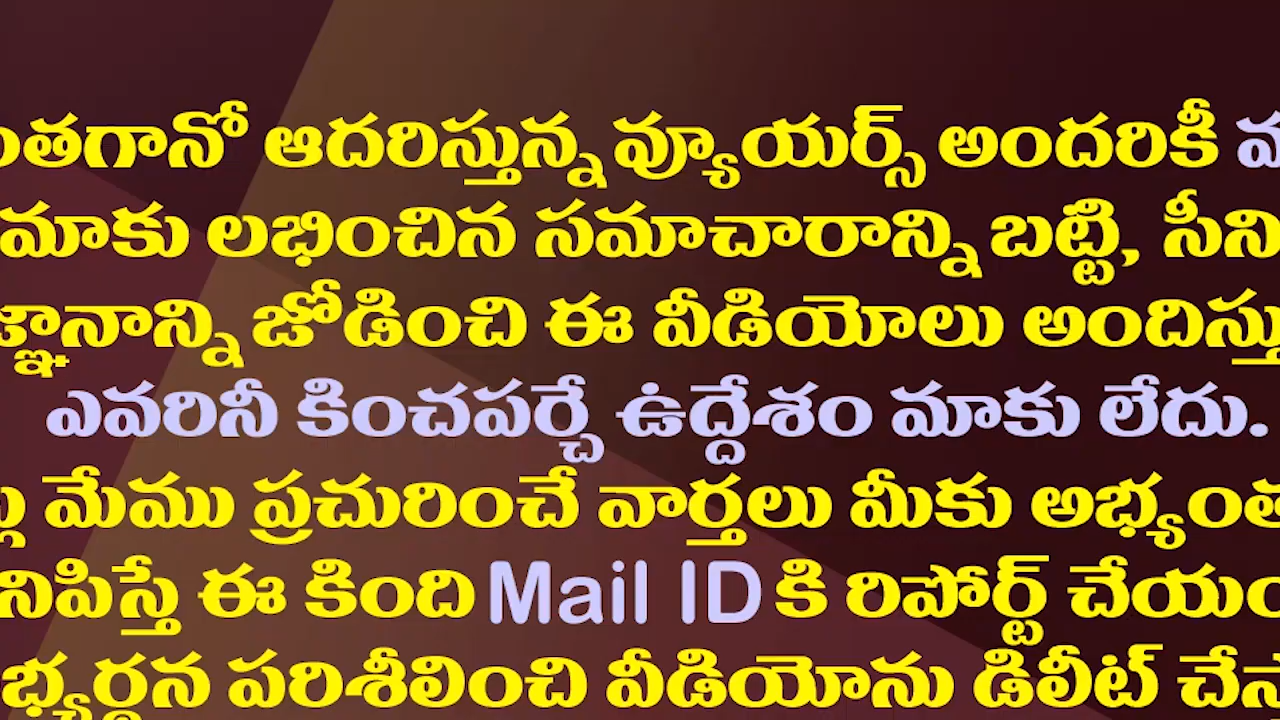 ఆదరిస్తున్న వ్యూయర్స్ అందరికీ
మాకు లభించిన సమాచారాన్ని బట్టి,
జోడించి ఈ వీడియోలు
ఎవరినీ కించపర్చే ఉద్దేశం మాకు లేదు.
మేము ప్రచురించే వార్తలు మీకు
ఈ కింది Mail ID కి రిపోర్ట్
పరిశీలించి వీడియోను డిలీట్